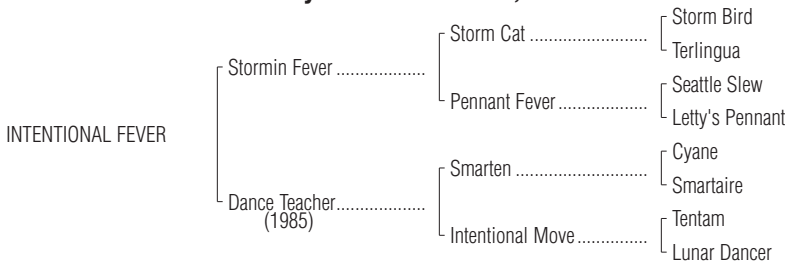 Storm Bird
Storm Cat ........................
Terlingua
Stormin Fever ...................
Seattle Slew
Pennant Fever ..................
Letty's Pennant
INTENTIONAL FEVER
Cyane
Smarten ...........................
Smartaire
Dance Teacher...................
(1985)
Tentam
Intentional Move ...............
Lunar Dancer